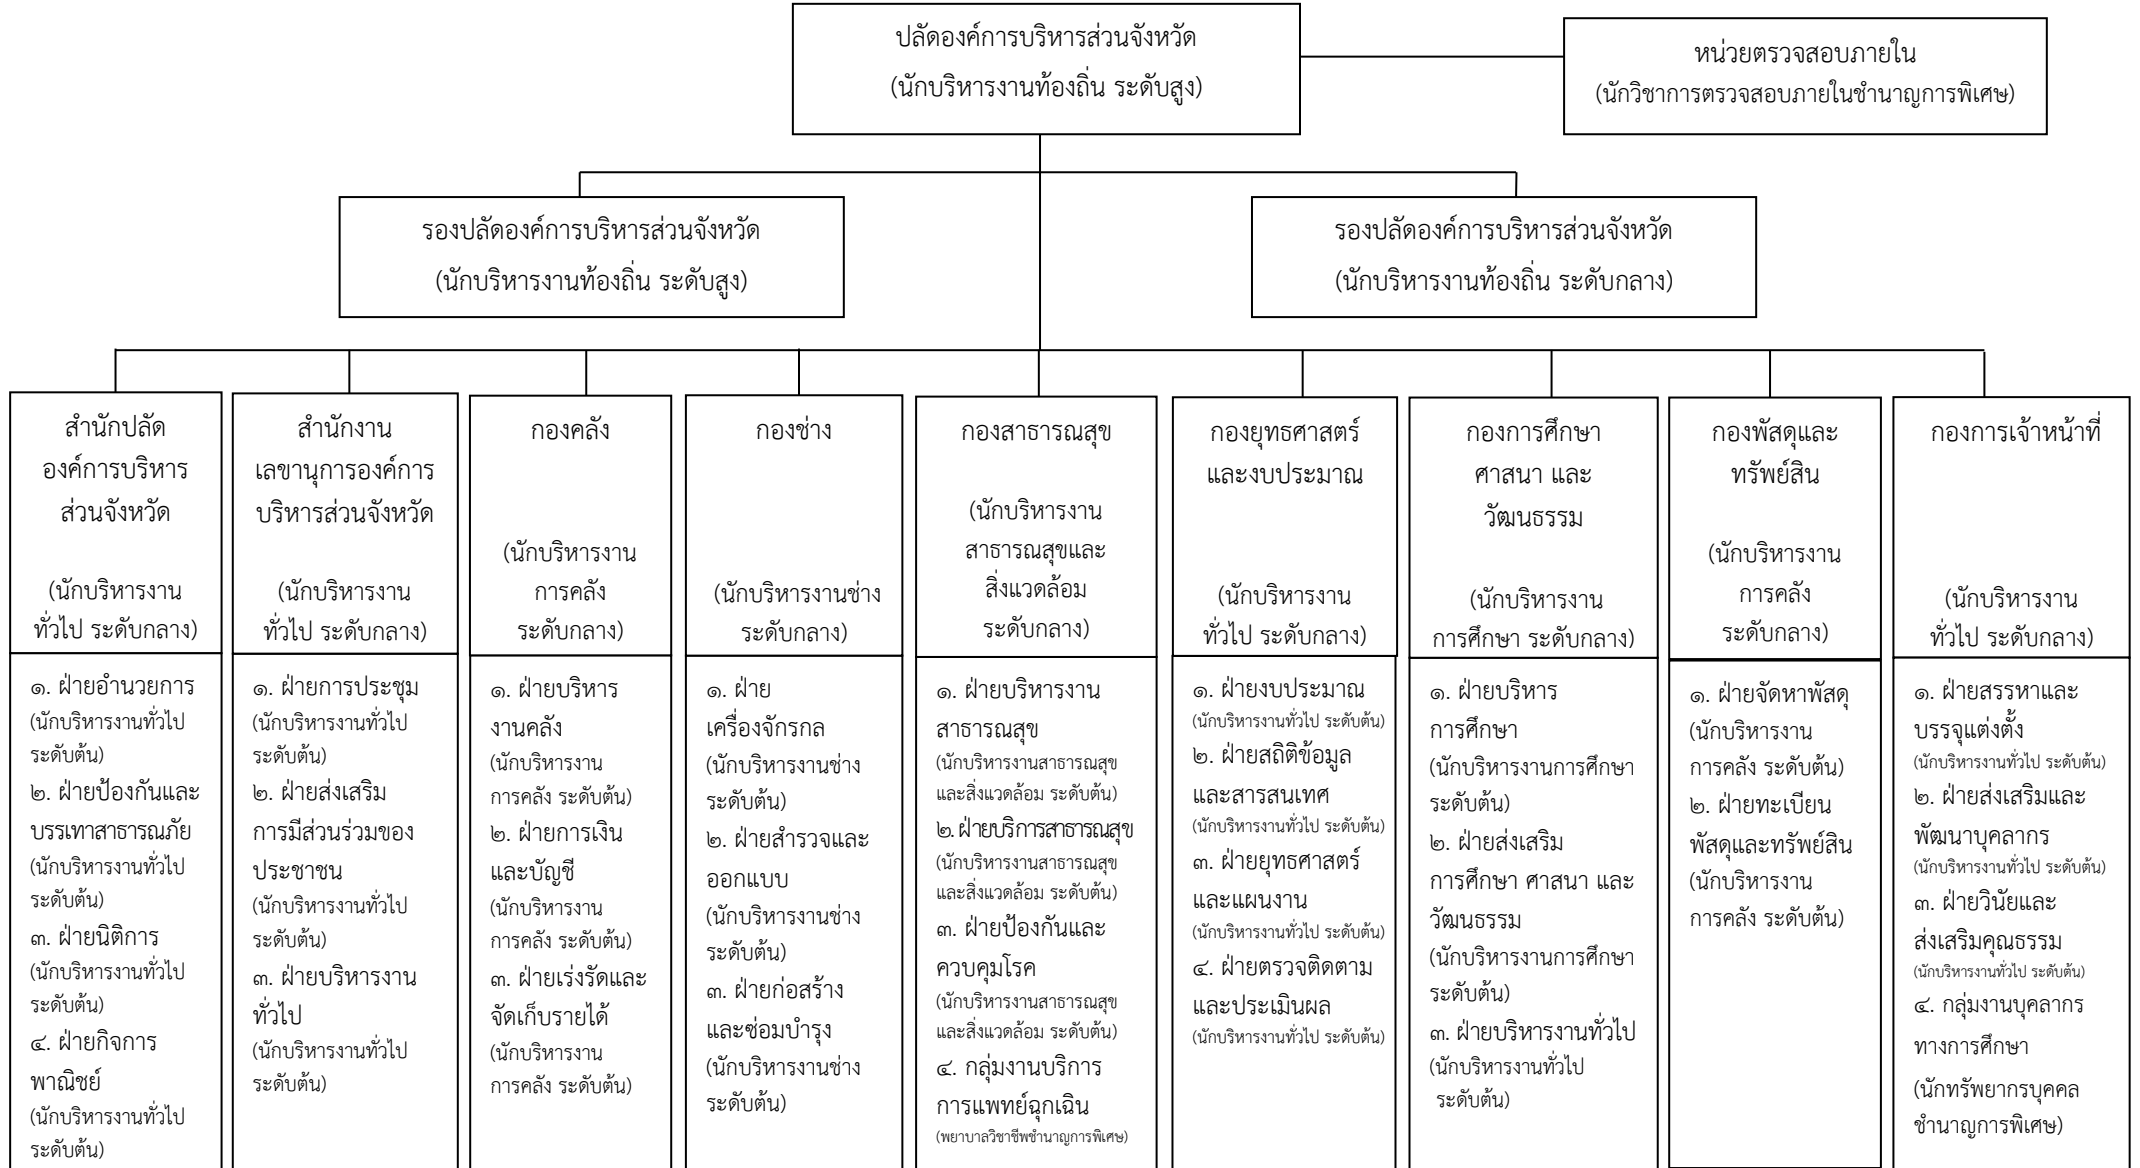 ปลัดองค์การบริหารส่วนจังหวัด
(นักบริหารงานท้องถิ่น ระดับสูง)
หน่วยตรวจสอบภายใน
(นักวิชาการตรวจสอบภายในชำนาญการพิเศษ)
รองปลัดองค์การบริหารส่วนจังหวัด
(นักบริหารงานท้องถิ่น ระดับสูง)
รองปลัดองค์การบริหารส่วนจังหวัด
(นักบริหารงานท้องถิ่น ระดับกลาง)
สำนักปลัด
องค์การบริหาร
ส่วนจังหวัด
(นักบริหารงาน
ทั่วไป ระดับกลาง)
๑. ฝ่ายอำนวยการ
(นักบริหารงานทั่วไป
ระดับต้น)
๒. ฝ่ายป้องกันและ
บรรเทาสาธารณภัย
(นักบริหารงานทั่วไป
ระดับต้น)
๓. ฝ่ายนิติการ
(นักบริหารงานทั่วไป
ระดับต้น)
๔. ฝ่ายกิจการ
พาณิชย์
(นักบริหารงานทั่วไป
ระดับต้น)
สำนักงาน
เลขานุการองค์การ
บริหารส่วนจังหวัด
(นักบริหารงาน
ทั่วไป ระดับกลาง)
๑. ฝ่ายการประชุม
(นักบริหารงานทั่วไป
ระดับต้น)
๒. ฝ่ายส่งเสริม
การมีส่วนร่วมของ
ประชาชน
(นักบริหารงานทั่วไป
ระดับต้น)
๓. ฝ่ายบริหารงาน
ทั่วไป
(นักบริหารงานทั่วไป
ระดับต้น)
กองคลัง
(นักบริหารงาน
การคลัง
ระดับกลาง)
๑. ฝ่ายบริหาร
งานคลัง
(นักบริหารงาน
การคลัง ระดับต้น)
๒. ฝ่ายการเงิน
และบัญชี
(นักบริหารงาน
การคลัง ระดับต้น)
๓. ฝ่ายเร่งรัดและ
จัดเก็บรายได้
(นักบริหารงาน
การคลัง ระดับต้น)
กองช่าง
(นักบริหารงานช่าง
ระดับกลาง)
๑. ฝ่าย
เครื่องจักรกล
(นักบริหารงานช่าง
ระดับต้น)
๒. ฝ่ายสำรวจและ
ออกแบบ
(นักบริหารงานช่าง
ระดับต้น)
๓. ฝ่ายก่อสร้าง
และซ่อมบำรุง
(นักบริหารงานช่าง
ระดับต้น)
กองสาธารณสุข
(นักบริหารงาน
สาธารณสุขและ
สิ่งแวดล้อม
ระดับกลาง)
๑. ฝ่ายบริหารงาน
สาธารณสุข
(นักบริหารงานสาธารณสุข
และสิ่งแวดล้อม ระดับต้น)
๒. ฝ่ายบริการสาธารณสุข
(นักบริหารงานสาธารณสุข
และสิ่งแวดล้อม ระดับต้น)
๓. ฝ่ายป้องกันและ
ควบคุมโรค
(นักบริหารงานสาธารณสุข
และสิ่งแวดล้อม ระดับต้น)
๔. กลุ่มงานบริการ
การแพทย์ฉุกเฉิน
(พยาบาลวิชาชีพชำนาญการพิเศษ)
กองยุทธศาสตร์
และงบประมาณ
(นักบริหารงาน
ทั่วไป ระดับกลาง)
๑. ฝ่ายงบประมาณ
(นักบริหารงานทั่วไป ระดับต้น)
๒. ฝ่ายสถิติข้อมูล
และสารสนเทศ
(นักบริหารงานทั่วไป ระดับต้น)
๓. ฝ่ายยุทธศาสตร์
และแผนงาน
(นักบริหารงานทั่วไป ระดับต้น)
๔. ฝ่ายตรวจติดตาม
และประเมินผล
(นักบริหารงานทั่วไป ระดับต้น)
กองการศึกษา
ศาสนา และ
วัฒนธรรม
(นักบริหารงาน
การศึกษา ระดับกลาง)
๑. ฝ่ายบริหาร
การศึกษา
(นักบริหารงานการศึกษา
ระดับต้น)
๒. ฝ่ายส่งเสริม
การศึกษา ศาสนา และ
วัฒนธรรม
(นักบริหารงานการศึกษา
ระดับต้น)
๓. ฝ่ายบริหารงานทั่วไป
(นักบริหารงานทั่วไป
ระดับต้น)
กองพัสดุและ
ทรัพย์สิน
(นักบริหารงาน
การคลัง
ระดับกลาง)
๑. ฝ่ายจัดหาพัสดุ
(นักบริหารงาน
การคลัง ระดับต้น)
๒. ฝ่ายทะเบียน
พัสดุและทรัพย์สิน
(นักบริหารงาน
การคลัง ระดับต้น)
กองการเจ้าหน้าที่
(นักบริหารงาน
ทั่วไป ระดับกลาง)
๑. ฝ่ายสรรหาและ
บรรจุแต่งตั้ง
(นักบริหารงานทั่วไป ระดับต้น)
๒. ฝ่ายส่งเสริมและ
พัฒนาบุคลากร
(นักบริหารงานทั่วไป ระดับต้น)
๓. ฝ่ายวินัยและ
ส่งเสริมคุณธรรม
(นักบริหารงานทั่วไป ระดับต้น)
๔. กลุ่มงานบุคลากร
ทางการศึกษา
(นักทรัพยากรบุคคล
ชำนาญการพิเศษ)